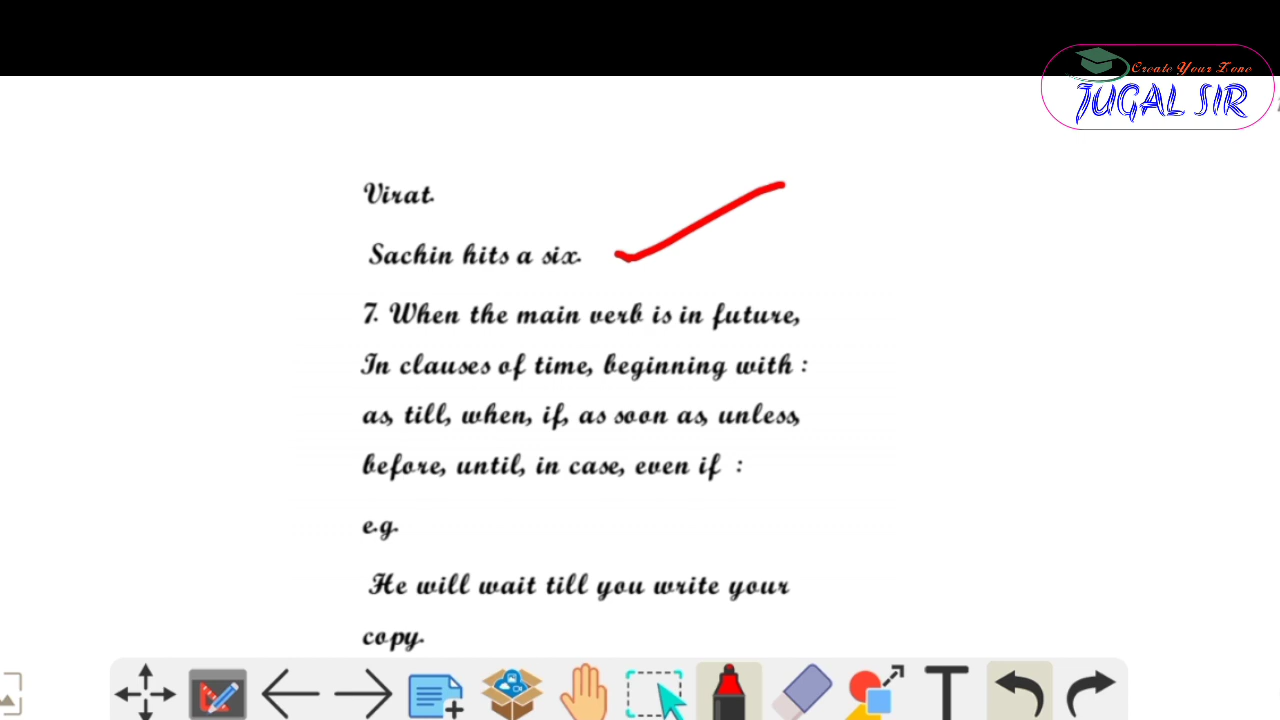 Create Your Zone
JUGAL SIR
Virat.
Sachin hits a six.
7. When the main verb is in future,
In clauses of time, beginning with :
as, till, when, if, as soon as, unless,
before, until, in case, even if :
e.g.
He will wait till you write your
copy.